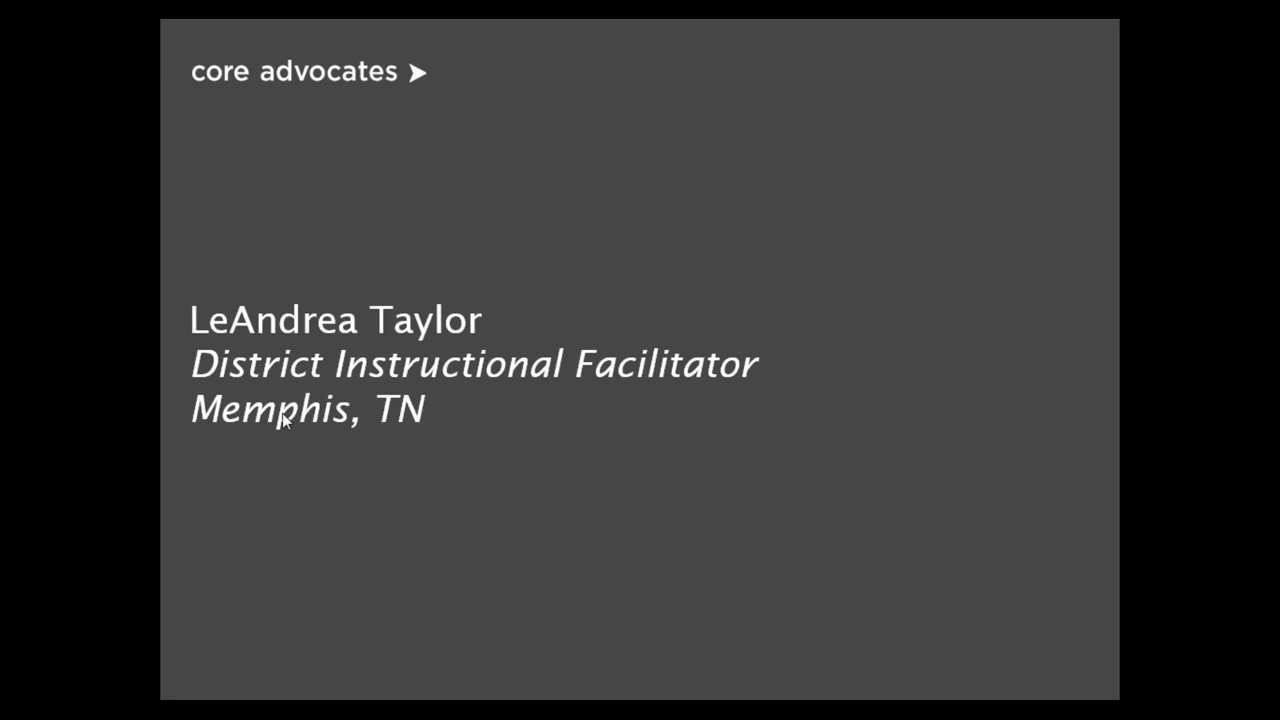 core advocates ➤
LeAndrea Taylor
District Instructional Facilitator
Memphis, TN